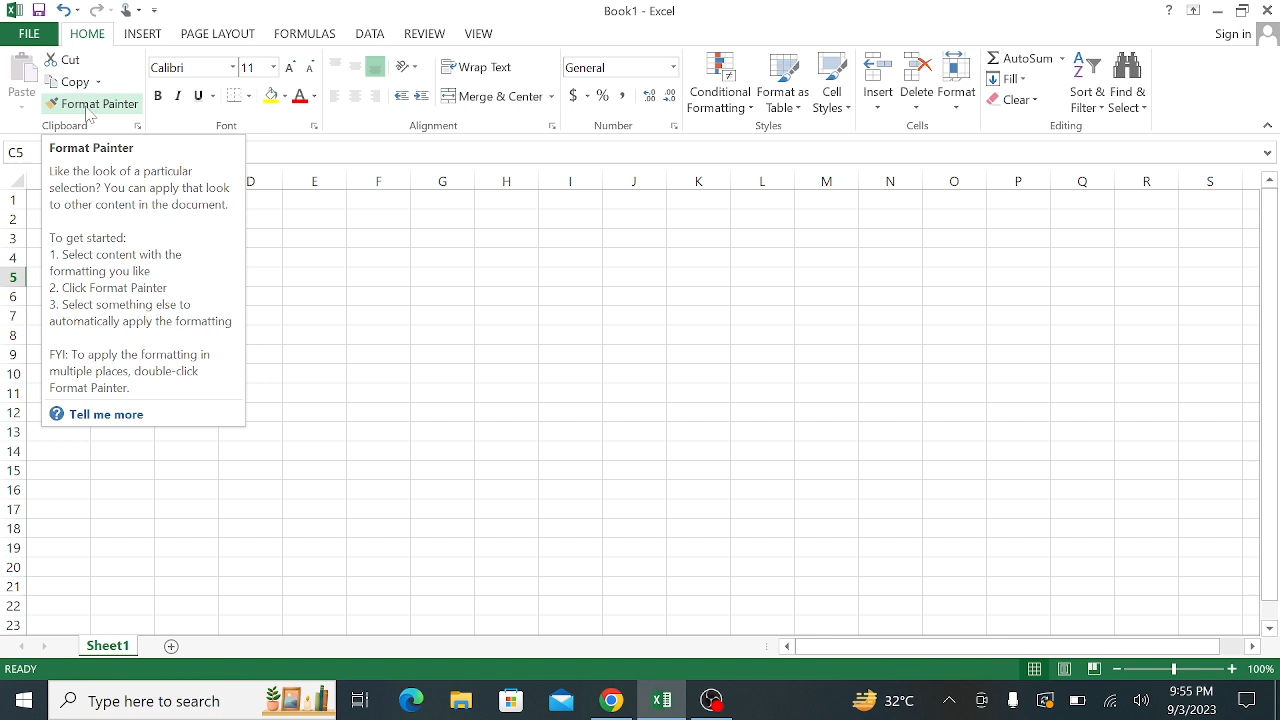 Book1 - Excel
?
FILE HOME INSERT PAGE LAYOUT FORMULAS DATA REVIEW VIEW Sign in
Paste
Cut
Copy
Format Painter
Clipboard
Calibri 11
B I U A
Font
Wrap Text
Merge & Center
Alignment
General
$ % ,
Number
Conditional Formatting
Format as Table
Cell Styles
Styles
Insert Delete Format
Cells
AutoSum
Fill
Clear
Sort & Filter
Find & Select
Editing
C5
Format Painter
Like the look of a particular
selection? You can apply that look
to other content in the document.
To get started:
1. Select content with the
formatting you like
2. Click Format Painter
3. Select something else to
automatically apply the formatting
FYI: To apply the formatting in
multiple places, double-click
Format Painter.
? Tell me more
D E F G H I J K L M N O P Q R S
1
2
3
4
5
6
7
8
9
10
11
12
13
14
15
16
17
18
19
20
21
22
23
Sheet1
READY 100%
Type here to search 32°C 9:55 PM
9/3/2023